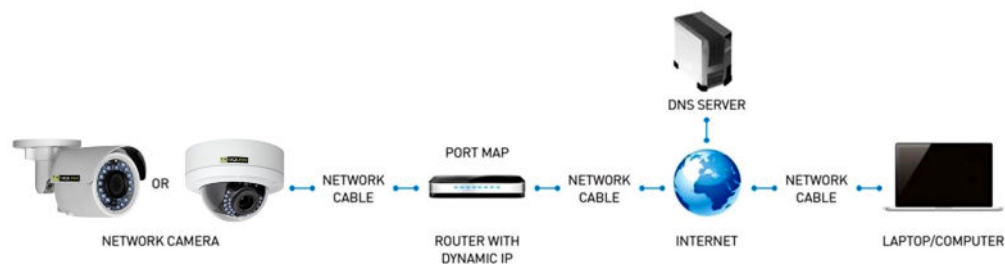 DNS SERVER
PORT MAP
OR
NETWORK
CABLE
NETWORK
CABLE
NETWORK
CABLE
NETWORK CAMERA
ROUTER WITH
DYNAMIC IP
INTERNET
LAPTOP/COMPUTER